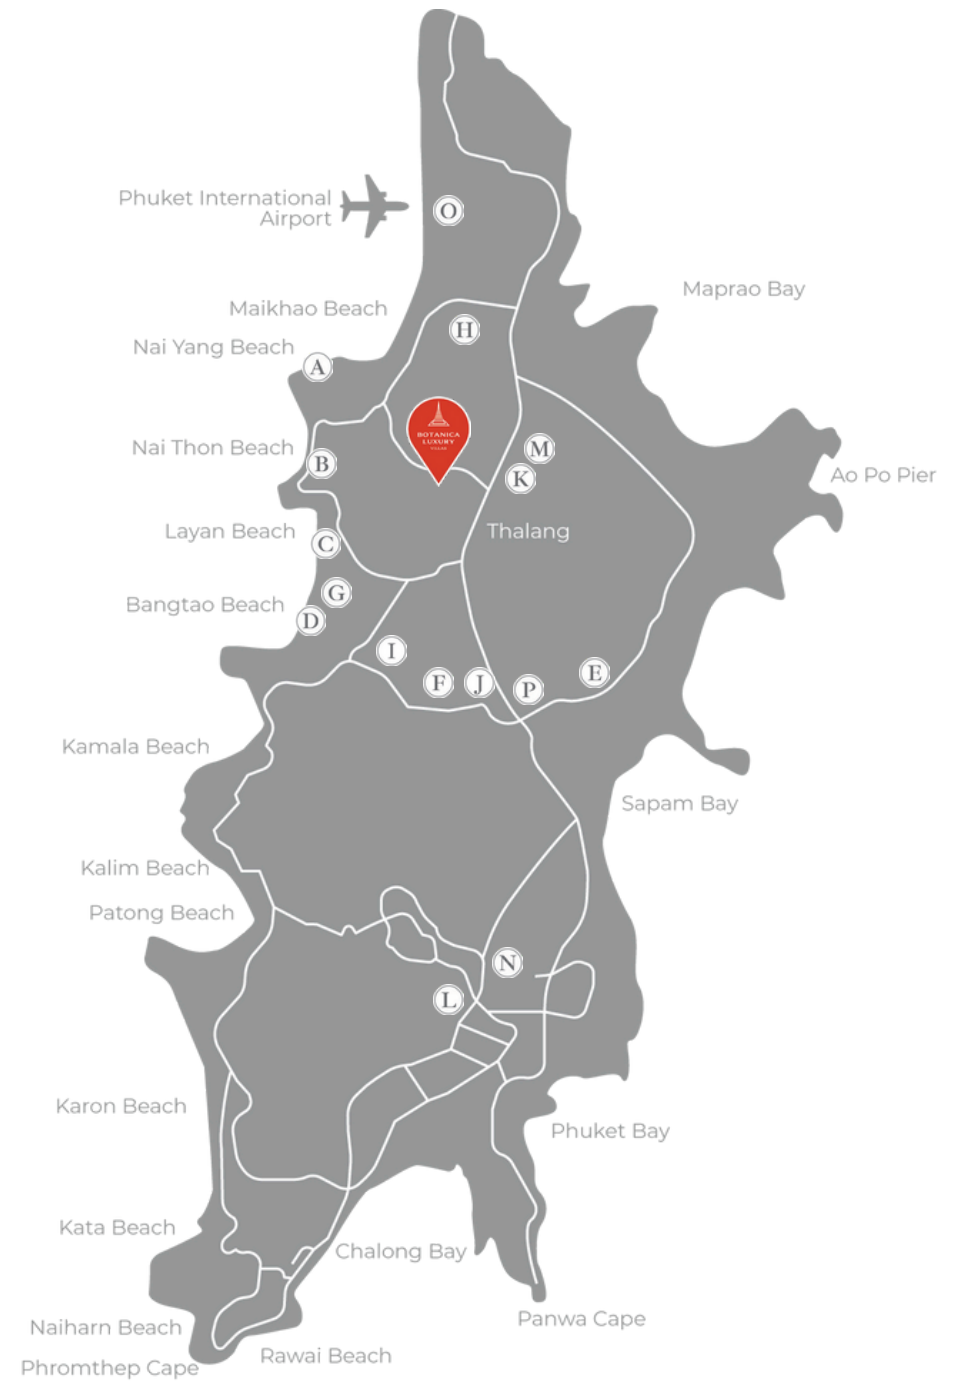 Phuket International
Airport
O
Maprao Bay
Maikhao Beach
H
Nai Yang Beach
A
BOTANICA
LUXURY
Nai Thon Beach
B
M
K
Ao Po Pier
Layan Beach
C
Thalang
Bangtao Beach
G
D
I
F
J
P
E
Kamala Beach
Sapam Bay
Kalim Beach
Patong Beach
N
L
Karon Beach
Phuket Bay
Kata Beach
Chalong Bay
Panwa Cape
Naiharn Beach
Rawai Beach
Phromthep Cape